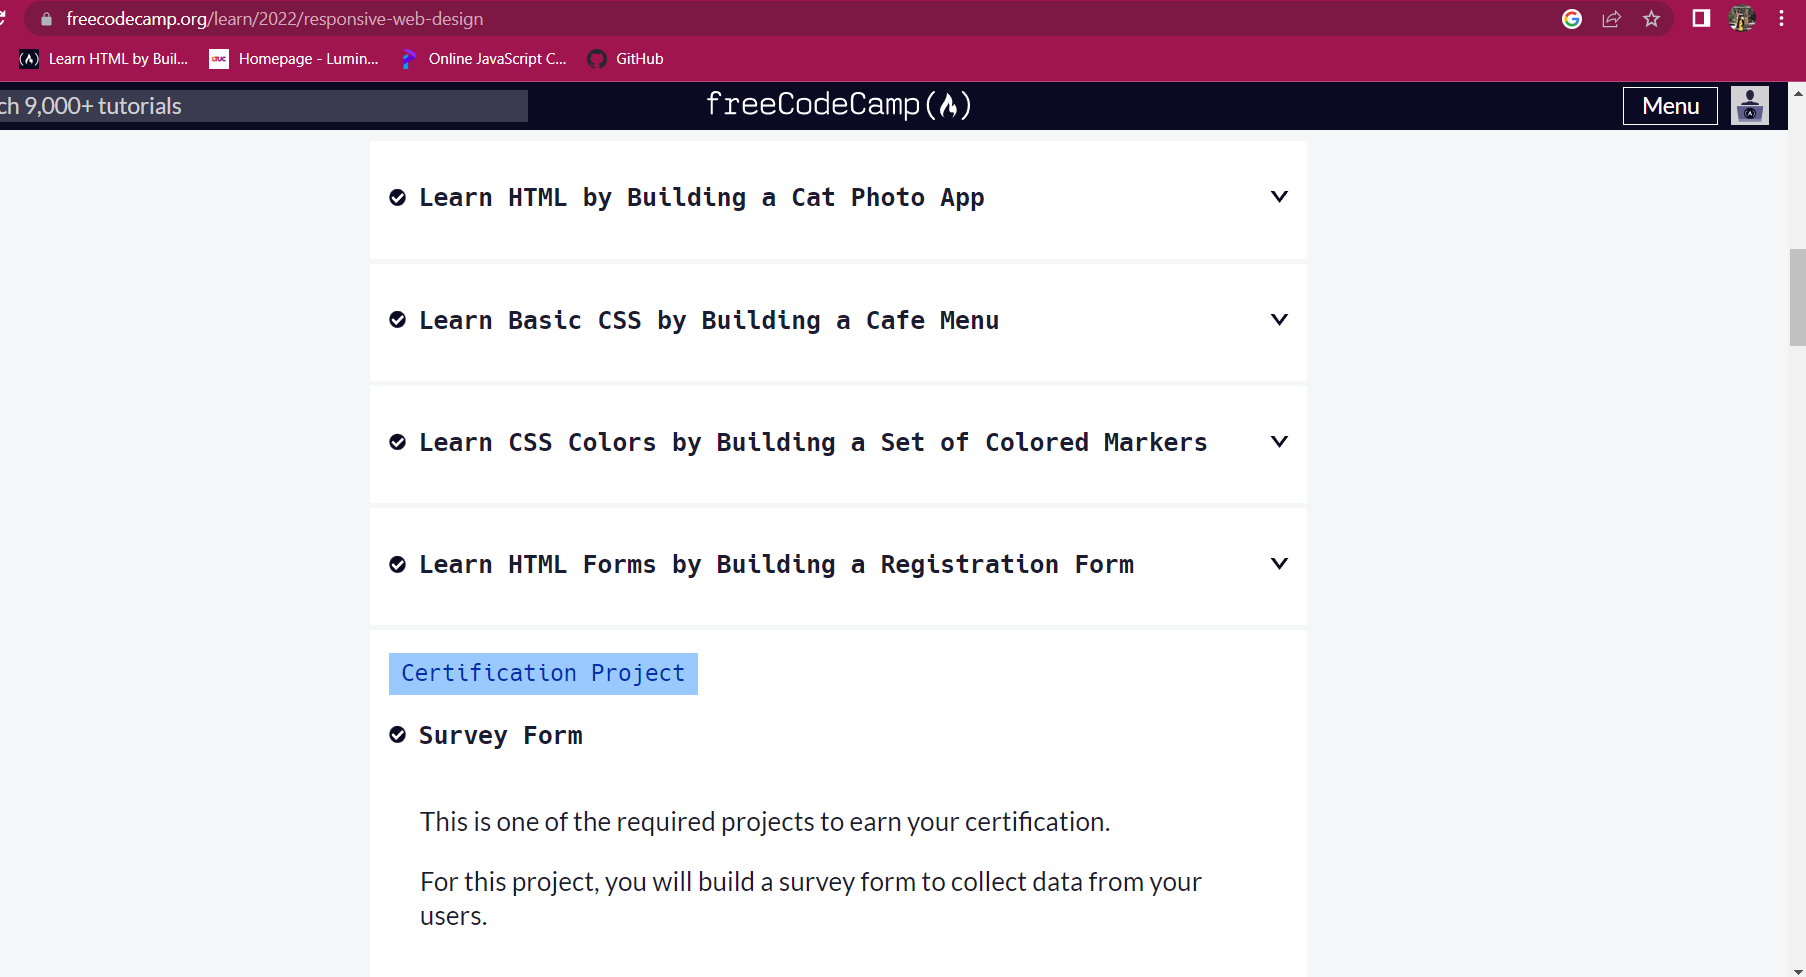 freecodecamp.org/learn/2022/responsive-web-design
Learn HTML by Buil... Homepage - Lumin... Online JavaScript C... GitHub
ch 9,000+ tutorials freeCodeCamp Menu
Learn HTML by Building a Cat Photo App
Learn Basic CSS by Building a Cafe Menu
Learn CSS Colors by Building a Set of Colored Markers
Learn HTML Forms by Building a Registration Form
Certification Project
Survey Form
This is one of the required projects to earn your certification.
For this project, you will build a survey form to collect data from your
users.